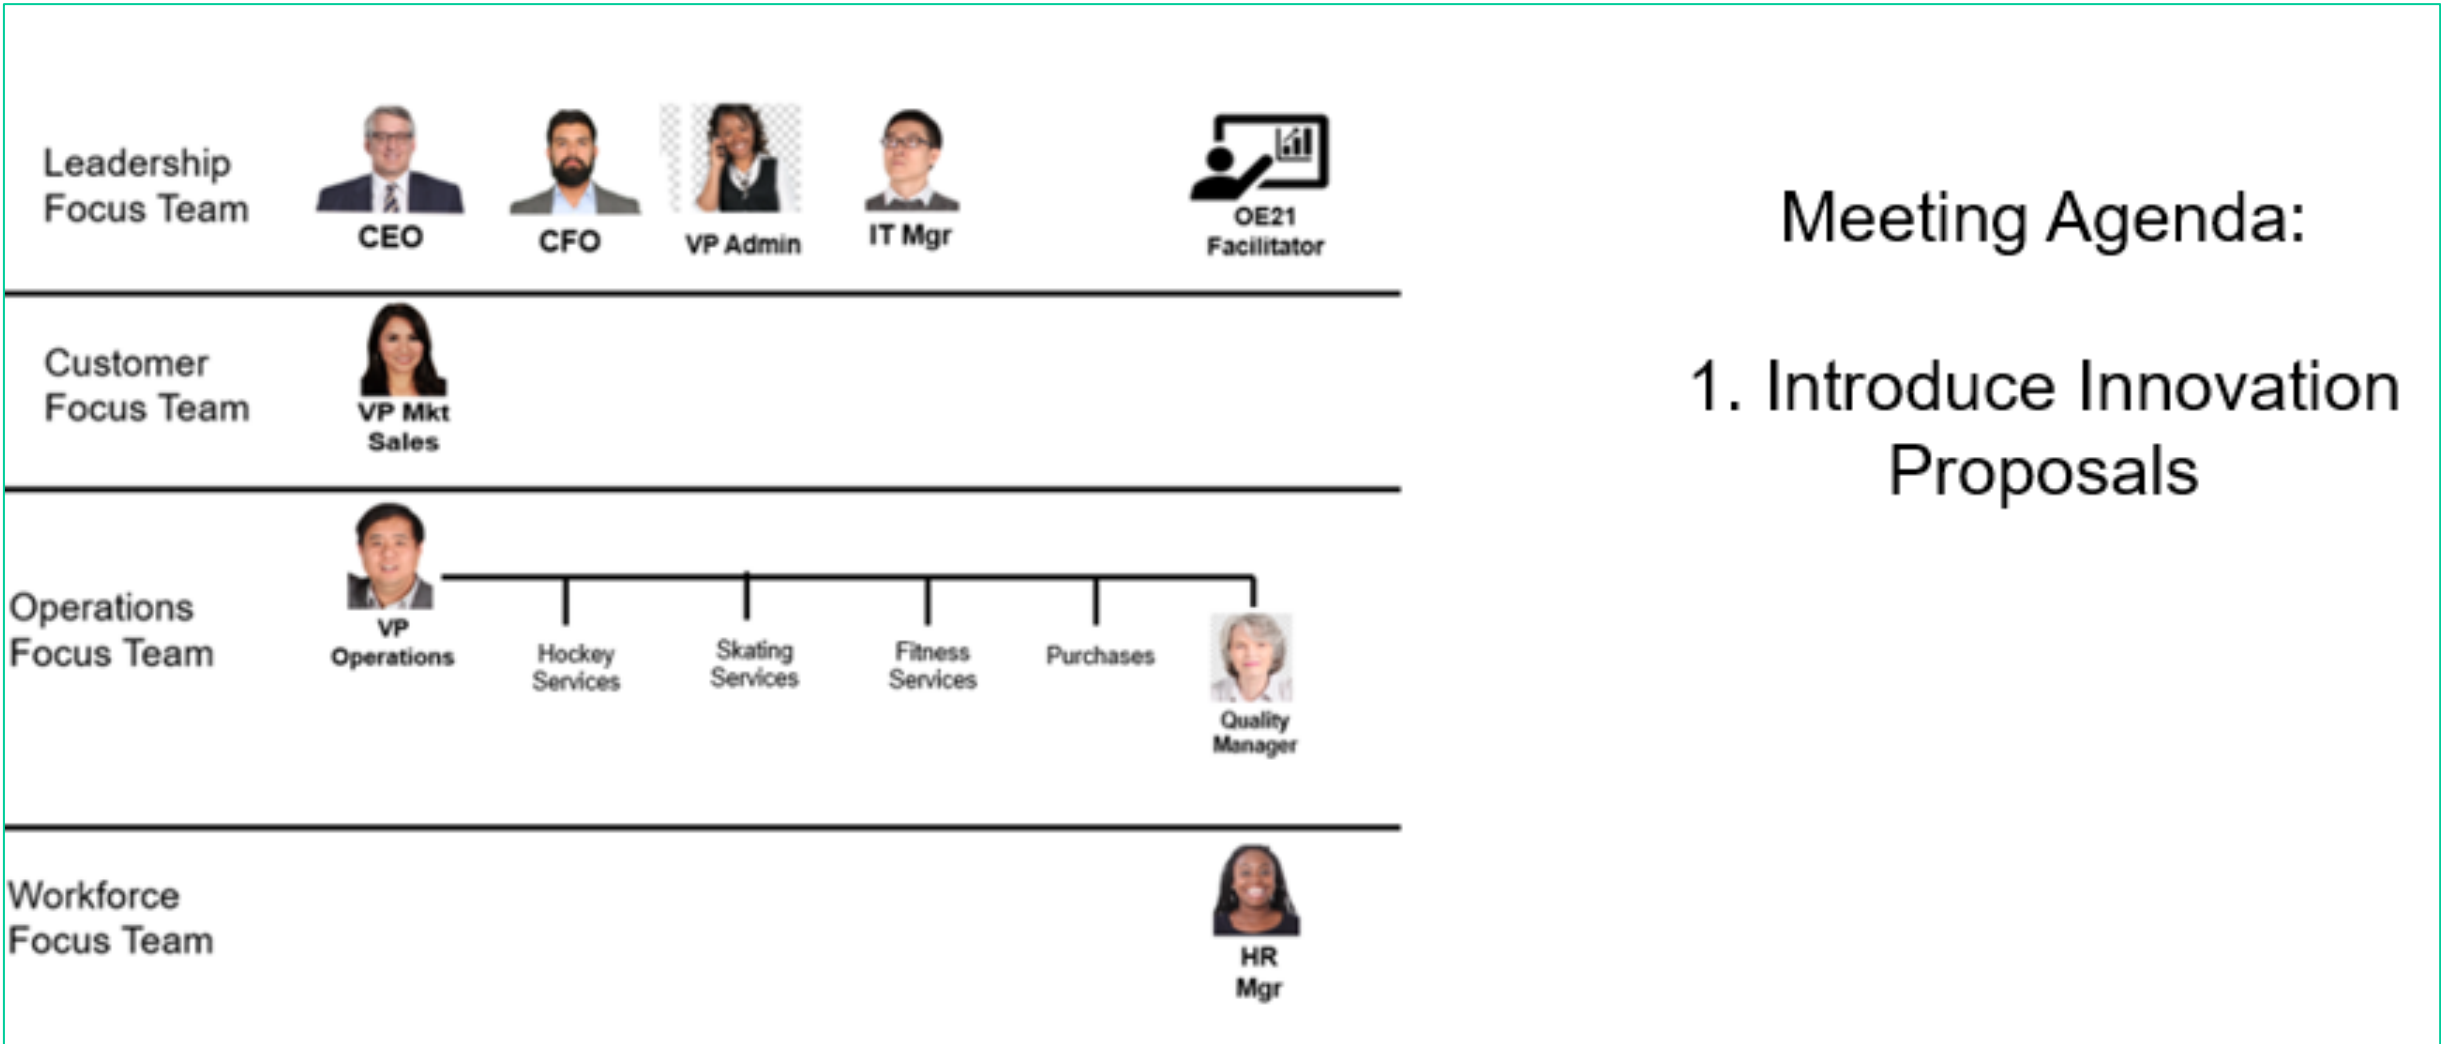 Leadership
Focus Team
CEO
CFO
VP Admin
IT Mgr
OE21
Facilitator
Customer
Focus Team
VP Mkt
Sales
Operations
Focus Team
VP
Operations
Hockey
Services
Skating
Services
Fitness
Services
Purchases
Quality
Manager
Workforce
Focus Team
HR
Mgr
Meeting Agenda:
1. Introduce Innovation
Proposals